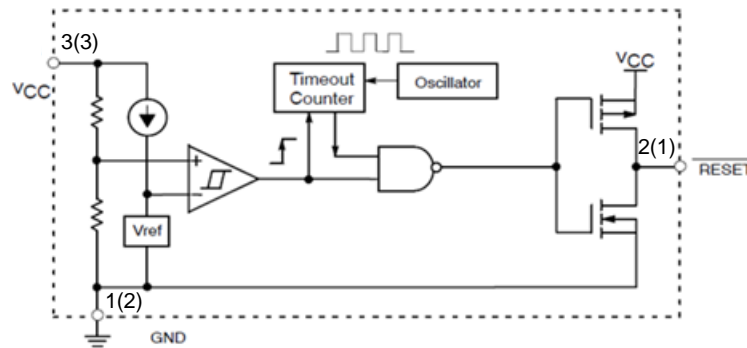 3(3)
VCC
Timeout
Counter
Oscillator
VCC
2(1)
RESET
+
−
Vref
1(2)
GND